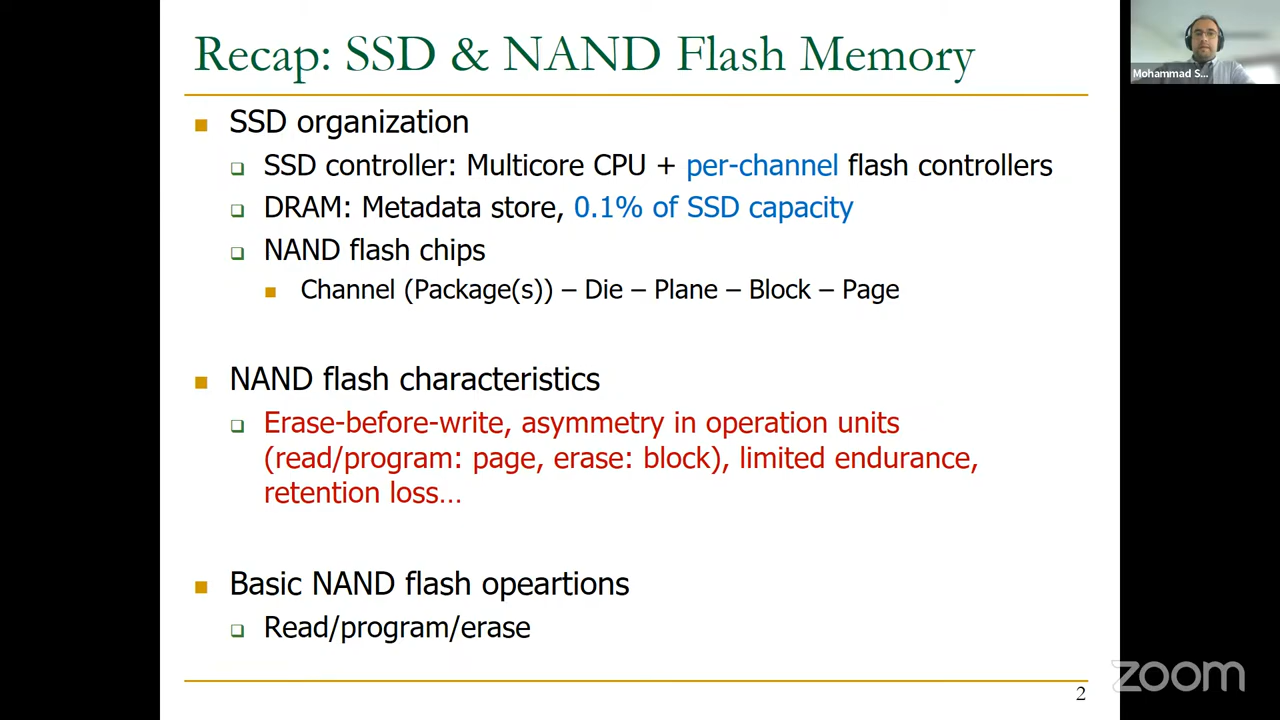 Recap: SSD & NAND Flash Memory
Mohammad S...
SSD organization
SSD controller: Multicore CPU + per-channel flash controllers
DRAM: Metadata store, 0.1% of SSD capacity
NAND flash chips
Channel (Package(s)) – Die – Plane – Block – Page
NAND flash characteristics
Erase-before-write, asymmetry in operation units
(read/program: page, erase: block), limited endurance,
retention loss…
Basic NAND flash opeartions
Read/program/erase
2
zoom